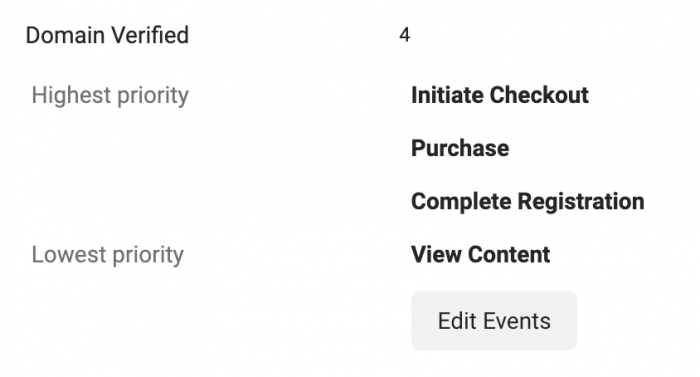 Domain Verified 4
Highest priority Initiate Checkout
Purchase
Complete Registration
Lowest priority View Content
Edit Events